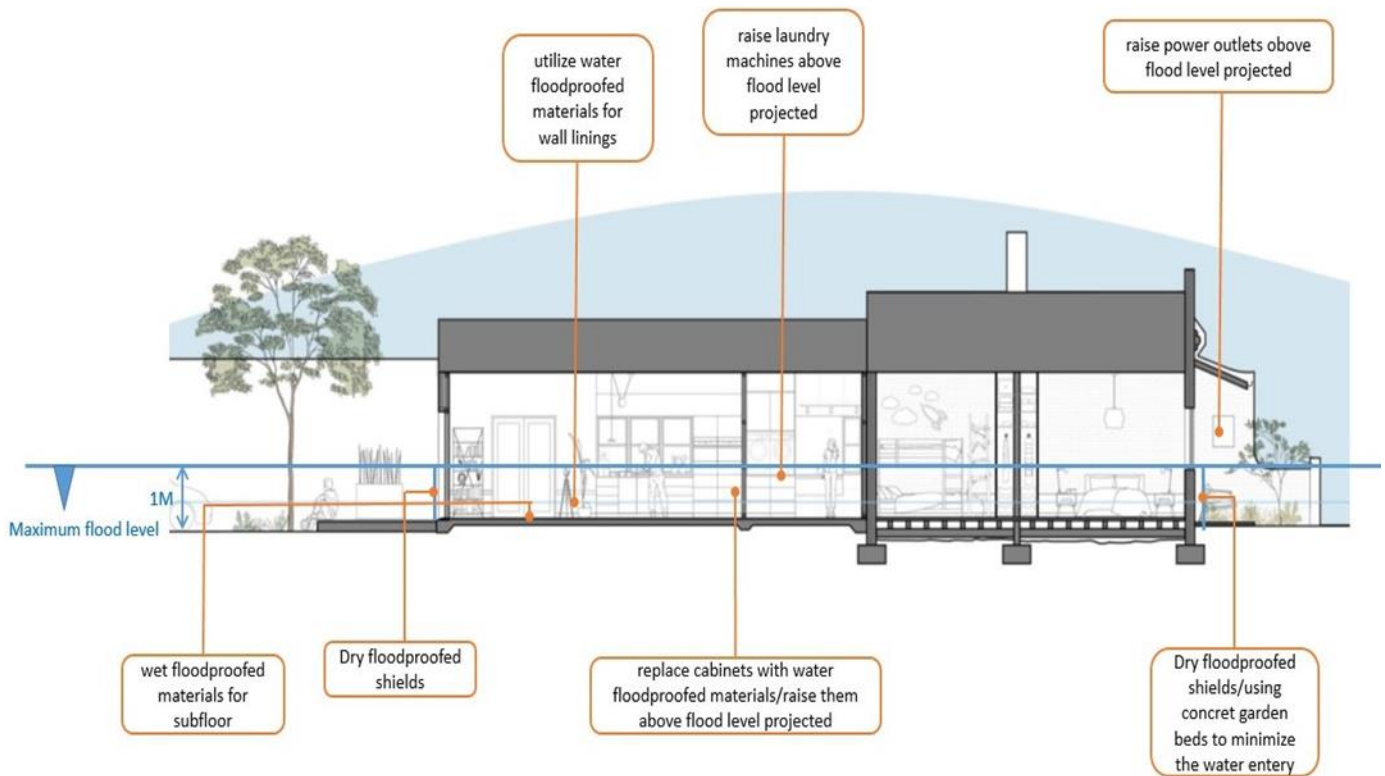 utilize water
floodproofed
materials for
wall linings
raise laundry
machines above
flood level
projected
raise power outlets obove
flood level projected
1M
Maximum flood level
wet floodproofed
materials for
subfloor
Dry floodproofed
shields
replace cabinets with water
floodproofed materials/raise them
above flood level projected
Dry floodproofed
shields/using
concret garden
beds to minimize
the water entery